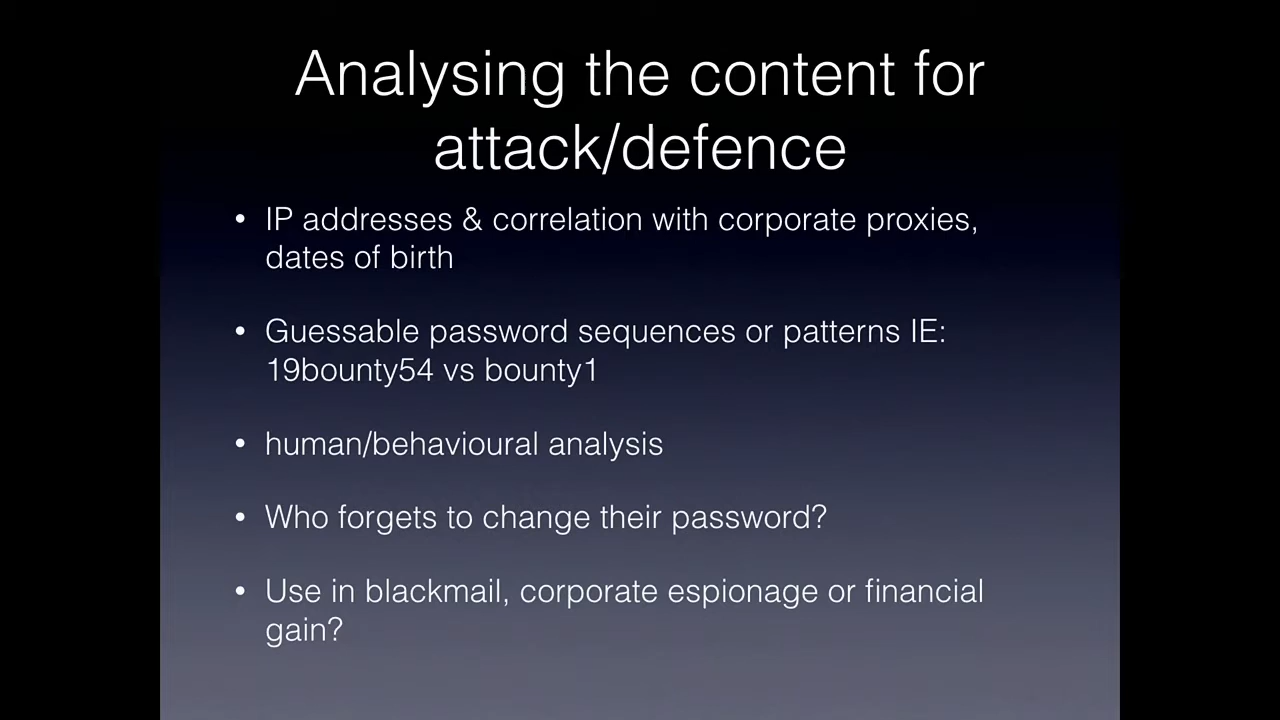 Analysing the content for
attack/defence
• IP addresses & correlation with corporate proxies,
dates of birth
• Guessable password sequences or patterns IE:
19bounty54 vs bounty1
• human/behavioural analysis
• Who forgets to change their password?
• Use in blackmail, corporate espionage or financial
gain?